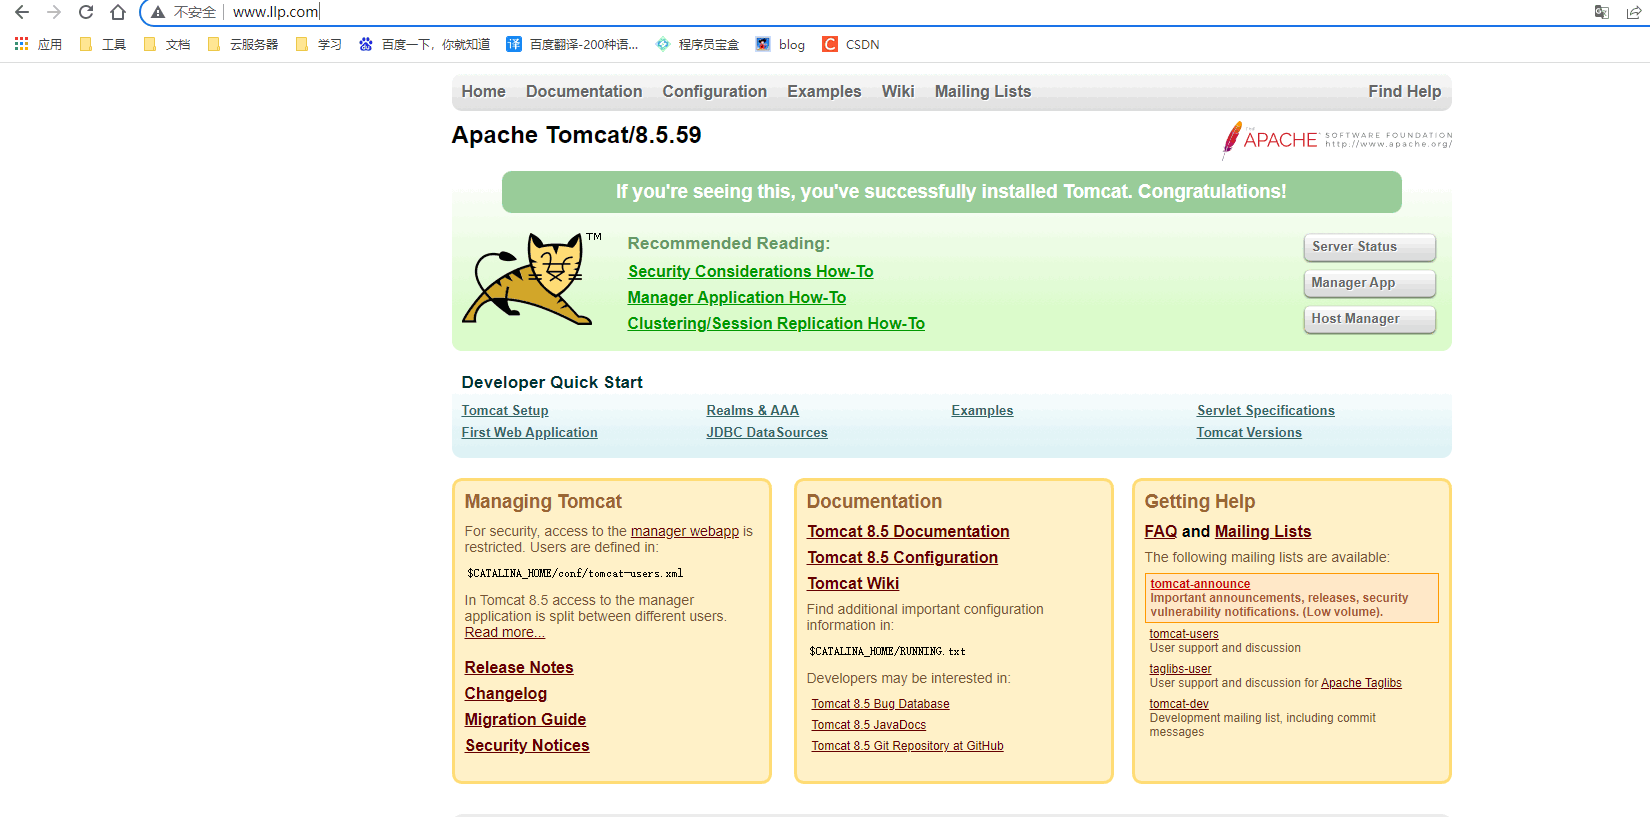 不安全 www.llp.com
应用 工具 文档 云服务器 学习 百度一下，你就知道 译 百度翻译-200种语... 程序员宝盒 blog C CSDN
Home Documentation Configuration Examples Wiki Mailing Lists Find Help
Apache Tomcat/8.5.59
THE APACHE SOFTWARE FOUNDATION
http://www.apache.org/
If you're seeing this, you've successfully installed Tomcat. Congratulations!
TM
Recommended Reading:
Security Considerations How-To
Manager Application How-To
Clustering/Session Replication How-To
Server Status
Manager App
Host Manager
Developer Quick Start
Tomcat Setup
First Web Application
Realms & AAA
JDBC DataSources
Examples
Servlet Specifications
Tomcat Versions
Managing Tomcat
For security, access to the manager webapp is
restricted. Users are defined in:
$CATALINA_HOME/conf/tomcat-users.xml
In Tomcat 8.5 access to the manager
application is split between different users.
Read more...
Release Notes
Changelog
Migration Guide
Security Notices
Documentation
Tomcat 8.5 Documentation
Tomcat 8.5 Configuration
Tomcat Wiki
Find additional important configuration
information in:
$CATALINA_HOME/RUNNING.txt
Developers may be interested in:
Tomcat 8.5 Bug Database
Tomcat 8.5 JavaDocs
Tomcat 8.5 Git Repository at GitHub
Getting Help
FAQ and Mailing Lists
The following mailing lists are available:
tomcat-announce
Important announcements, releases, security
vulnerability notifications. (Low volume).
tomcat-users
User support and discussion
taglibs-user
User support and discussion for Apache Taglibs
tomcat-dev
Development mailing list, including commit
messages